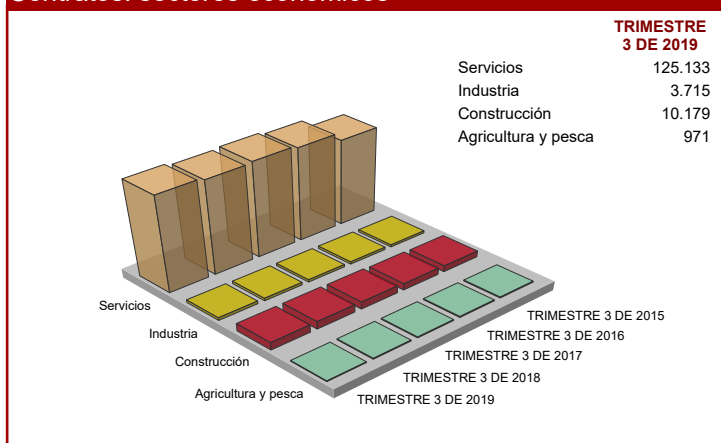 TRIMESTRE
3 DE 2019
Servicios 125.133
Industria 3.715
Construcción 10.179
Agricultura y pesca 971
Servicios
Industria
Construcción
Agricultura y pesca
TRIMESTRE 3 DE 2015
TRIMESTRE 3 DE 2016
TRIMESTRE 3 DE 2017
TRIMESTRE 3 DE 2018
TRIMESTRE 3 DE 2019